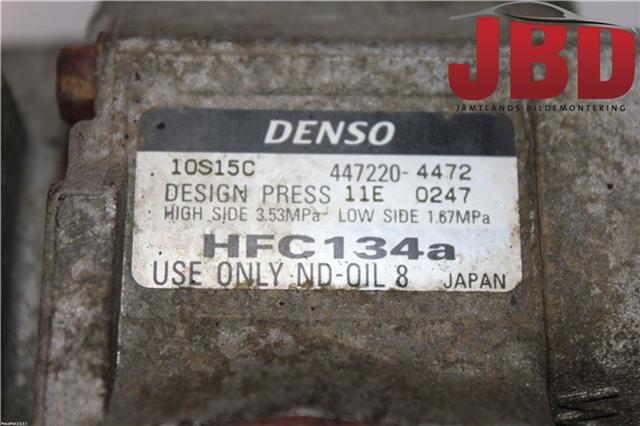 JBD
JÄMTLANDS BILDEMONTERING
DENSO
10S15C 447220-4472
DESIGN PRESS 11E 0247
HIGH SIDE 3.53MPa LOW SIDE 1.67MPa
HFC134a
USE ONLY ND-OIL 8 JAPAN